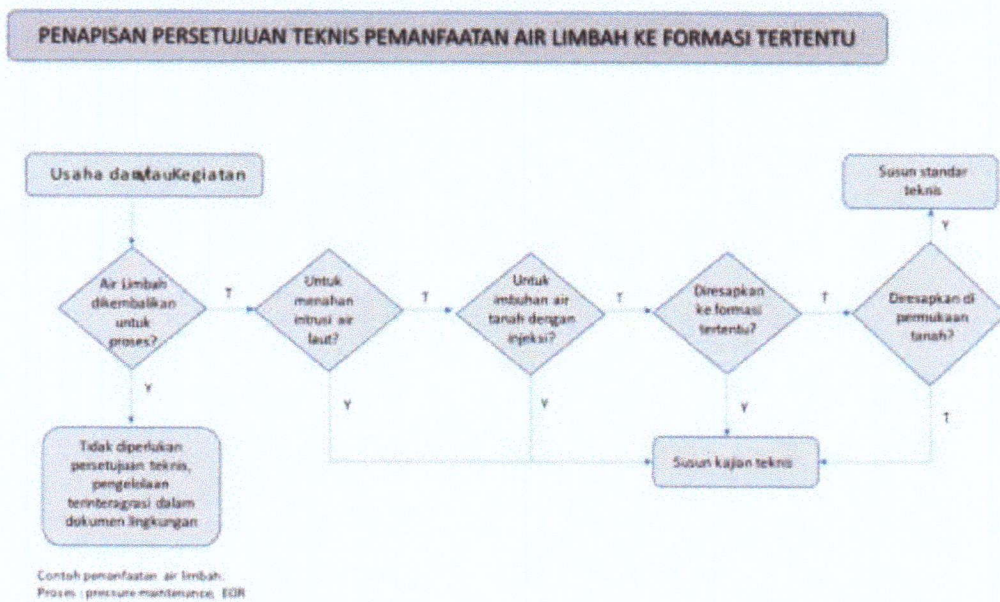 PENAPISAN PERSETUJUAN TEKNIS PEMANFAATAN AIR LIMBAH KE FORMASI TERTENTU
Usaha dan/atauKegiatan
Susun standar
teknis
Y
Air Limbah
dikembalikan
untuk
proses?
T
Untuk
menahan
intrusi air
laut?
T
Untuk
imbuhan air
tanah dengan
injeksi?
T
Diresapkan
ke formasi
tertentu?
T
Diresapkan di
permukaan
tanah?
Y
Y
Y
Y
T
Tidak diperlukan
persetujuan teknis,
pengelolaan
terinteragrasi dalam
dokumen lingkungan
Susun kajian teknis
Contoh pemanfaatan air limbah:
Proses : pressure maintenance, EOR